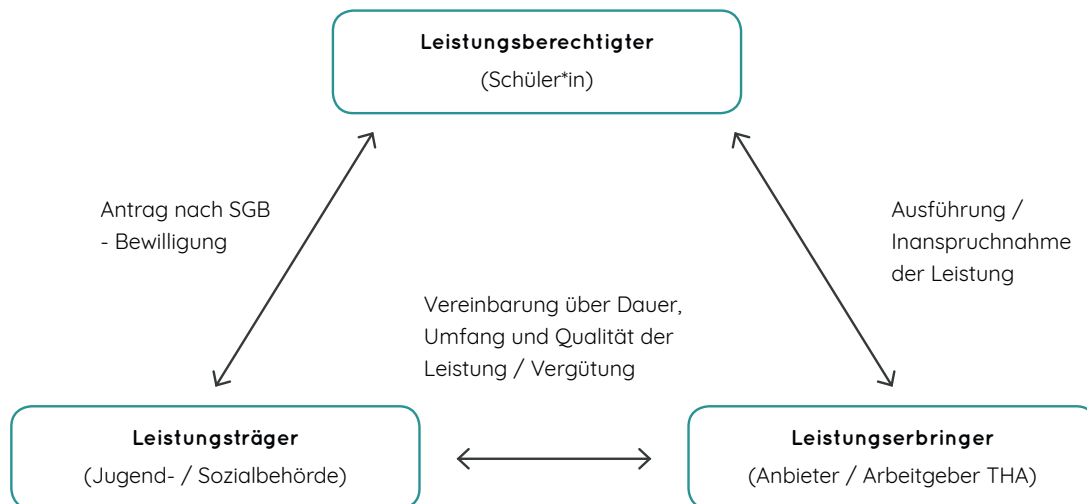 Leistungsberechtigter
(Schüler*in)
Antrag nach SGB
- Bewilligung
Ausführung /
Inanspruchnahme
der Leistung
Vereinbarung über Dauer,
Umfang und Qualität der
Leistung / Vergütung
Leistungsträger
(Jugend- / Sozialbehörde)
Leistungserbringer
(Anbieter / Arbeitgeber THA)